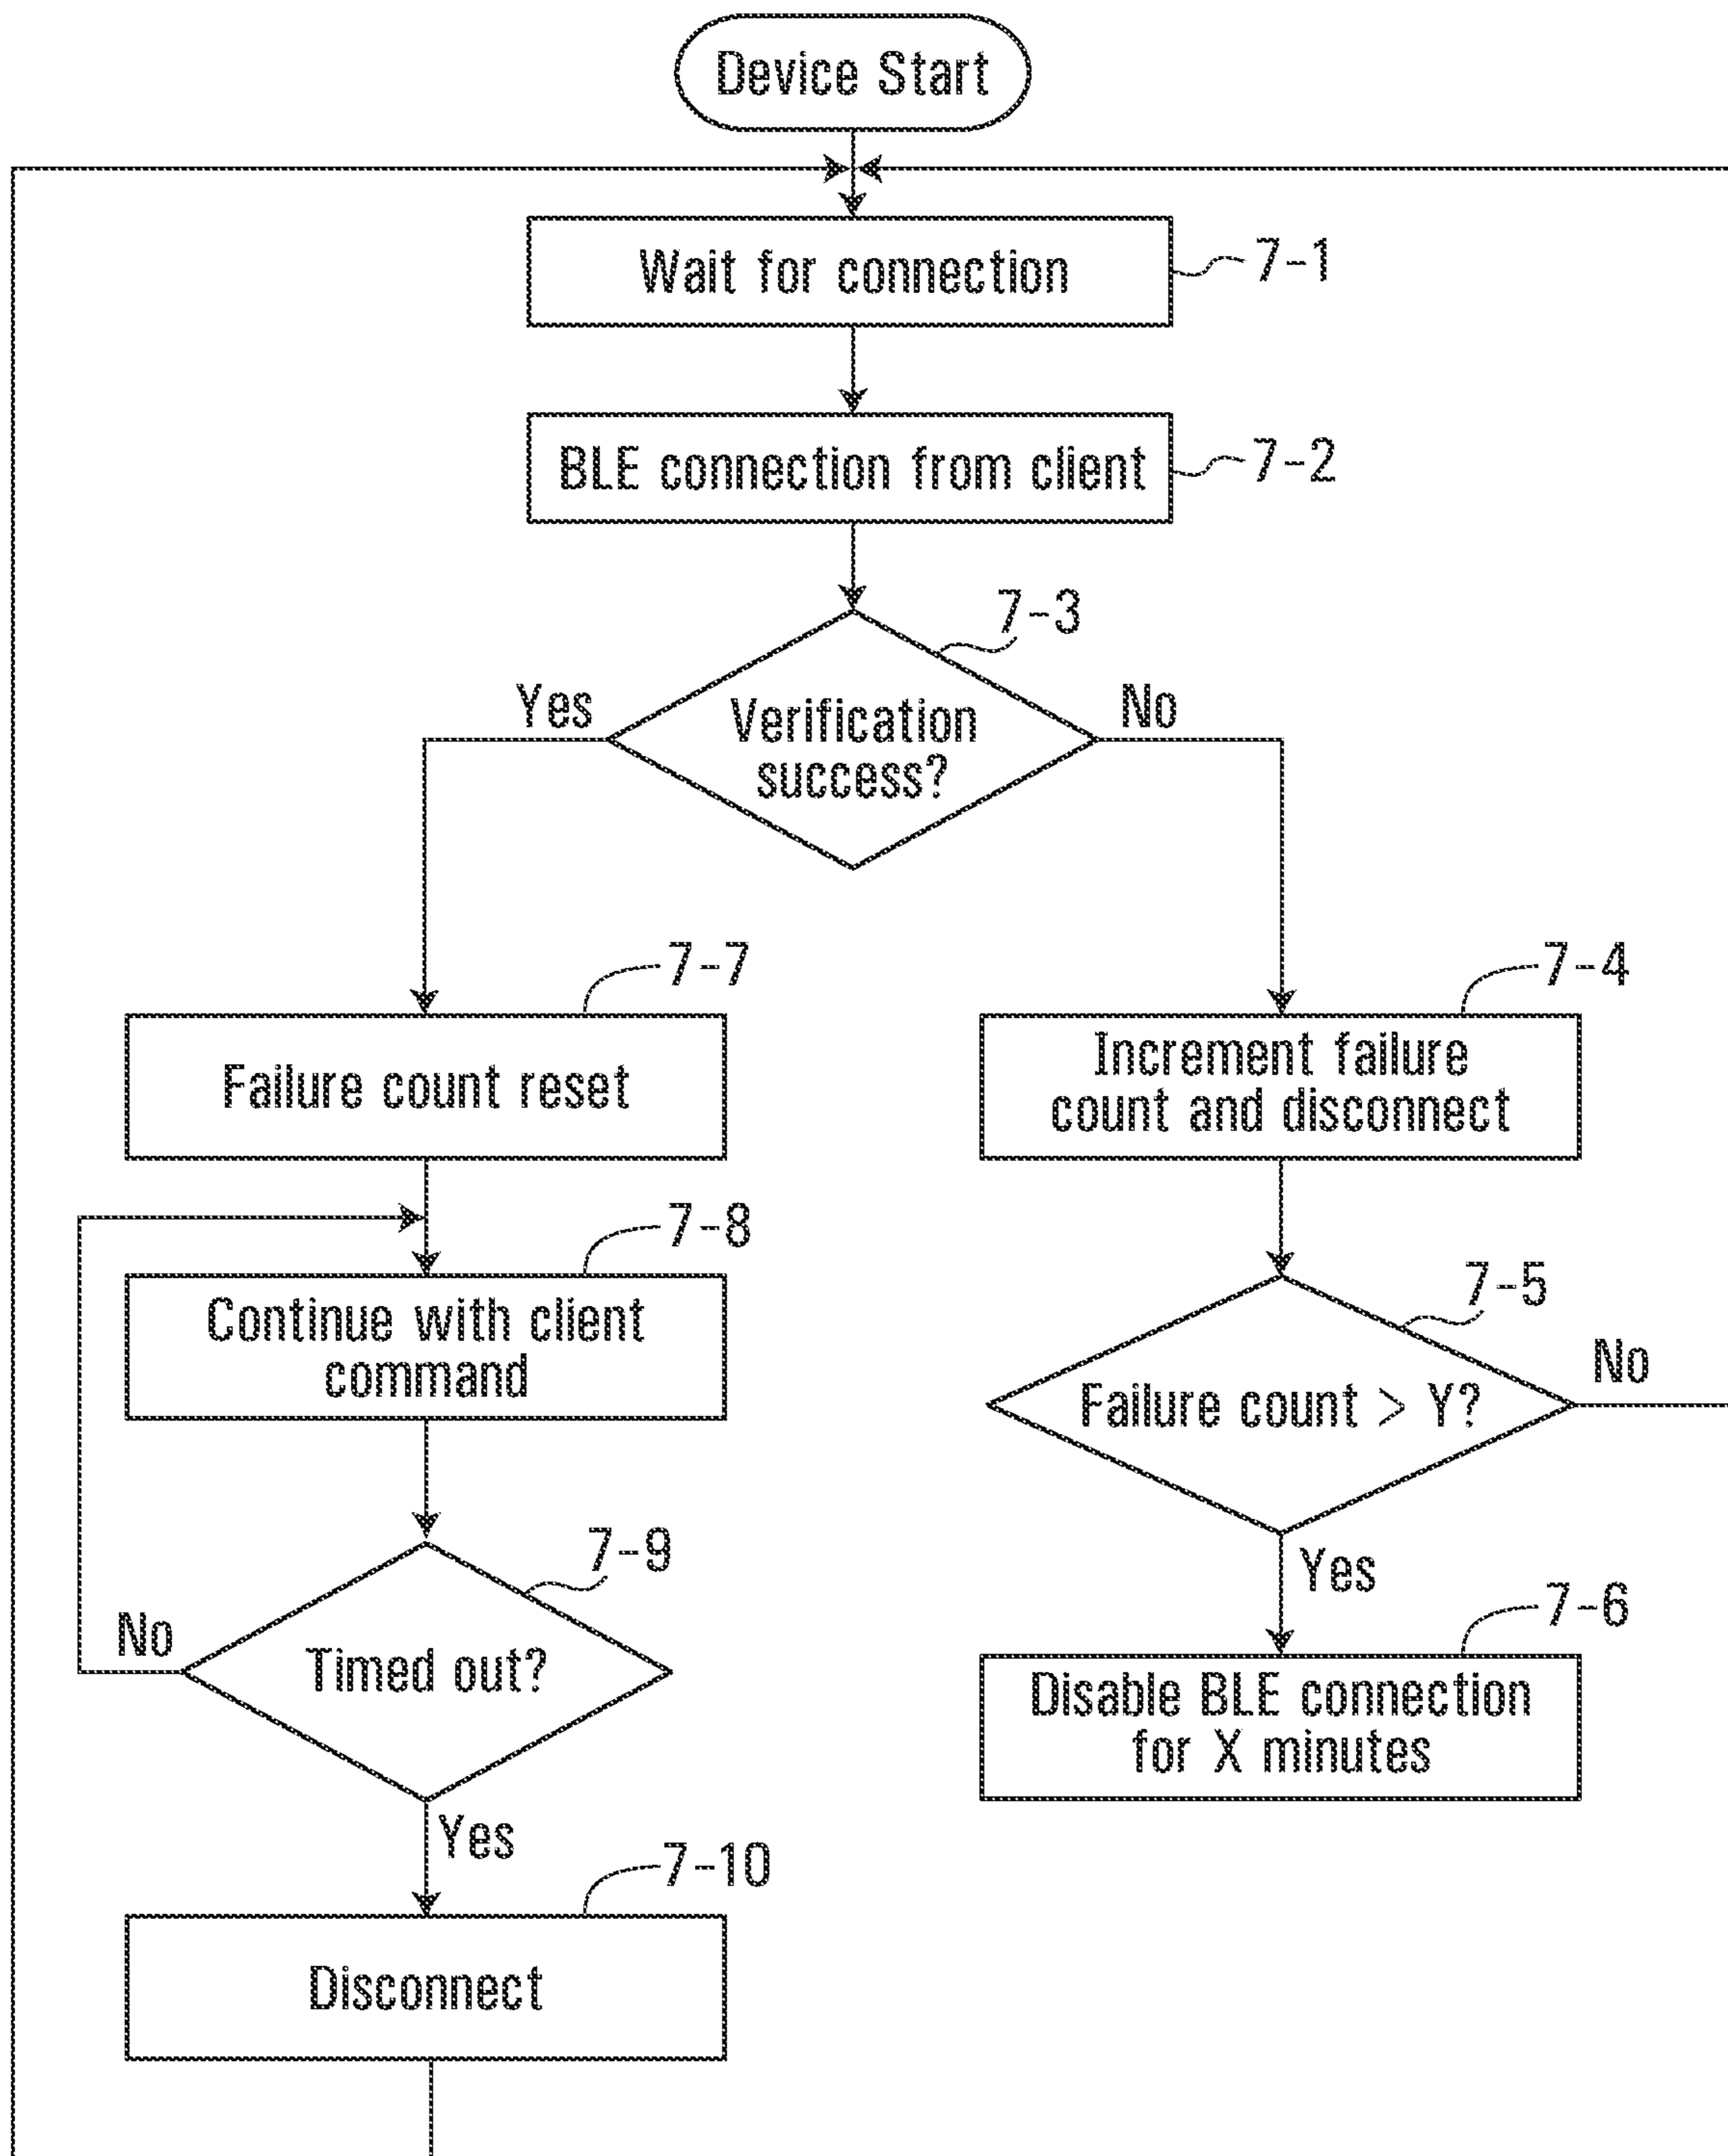 Device Start
Wait for connection
7-1
BLE connection from client
7-2
7-3
Yes
No
Verification
success?
7-7
7-4
Failure count reset
Increment failure
count and disconnect
7-8
7-5
Continue with client
command
No
Failure count > Y?
7-9
Yes
7-6
No
Timed out?
Disable BLE connection
for X minutes
Yes
7-10
Disconnect